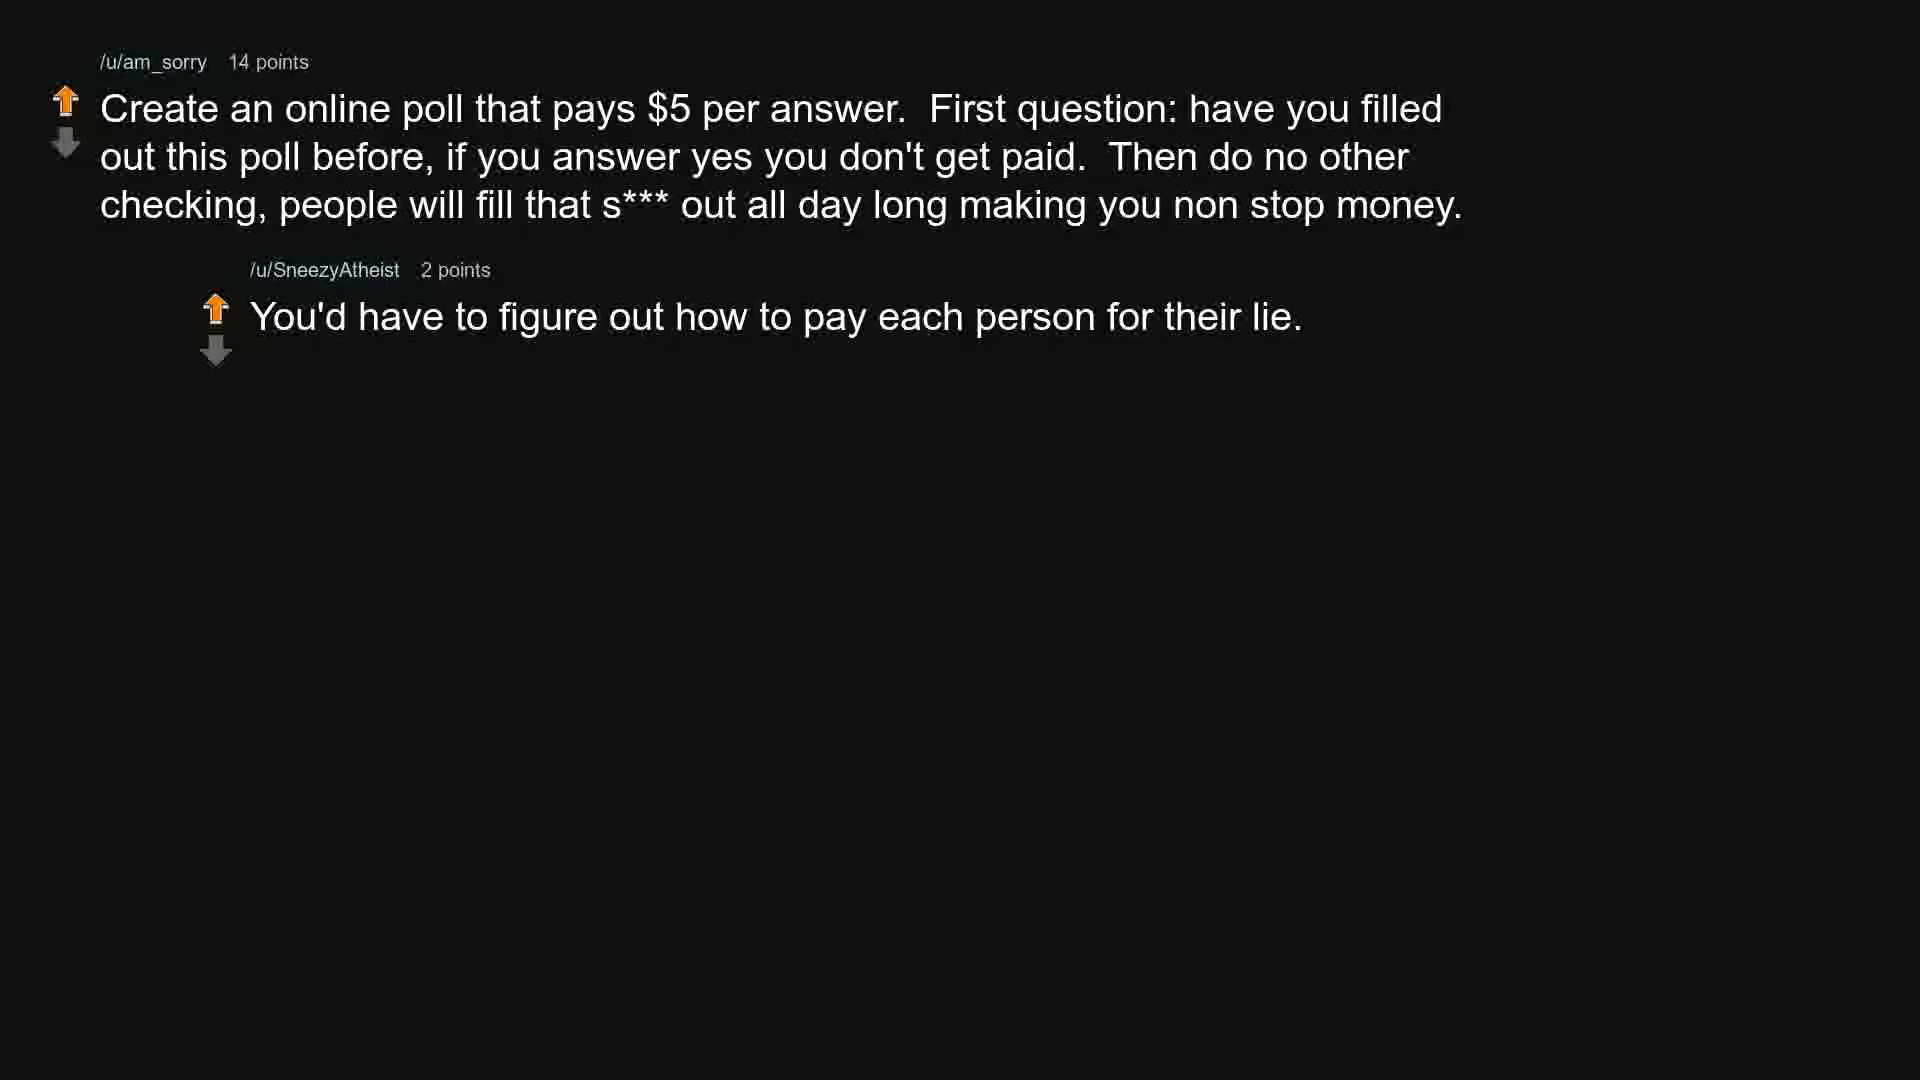 /u/am_sorry 14 points
Create an online poll that pays $5 per answer.  First question: have you filled
out this poll before, if you answer yes you don't get paid.  Then do no other
checking, people will fill that s*** out all day long making you non stop money.
/u/SneezyAtheist 2 points
You'd have to figure out how to pay each person for their lie.